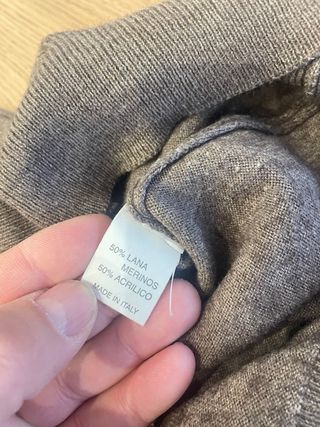 50% LANA
MERINOS
50% ACRILICO
MADE IN ITALY